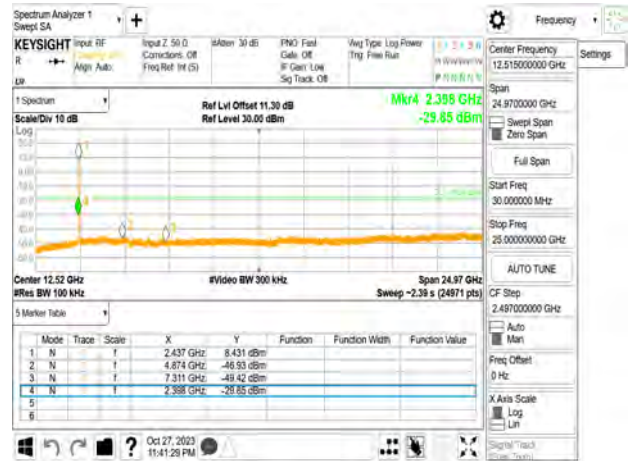 Spectrum Analyzer 1
Swept SA
Frequency
KEYSIGHT
Input: RF
Input Z: 50 Ω
#Atten: 30 dB
PNO: Fast
Avg Type: Log-Power
R
Align: Auto
Corrections: Off
Freq Ref: Int (S)
Gate: Off
IF Gain: Low
Sig Track: Off
Trig: Free Run
Center Frequency
12.515000000 GHz
Settings
Span
24.9700000 GHz
Swept Span
Zero Span
Full Span
Start Freq
30.000000 MHz
Stop Freq
25.000000000 GHz
AUTO TUNE
CF Step
2.497000000 GHz
Auto
Man
Freq Offset
0 Hz
X Axis Scale
Log
Lin
Signal Track
1 Spectrum
Scale/Div 10 dB
Log
Ref Lvl Offset 11.30 dB
Ref Level 30.00 dBm
Mkr4 2.398 GHz
-29.65 dBm
Center 12.52 GHz
#Res BW 100 kHz
#Video BW 300 kHz
Span 24.97 GHz
Sweep ~2.39 s (24971 pts)
5 Marker Table
Mode Trace Scale X Y Function Function Width Function Value
1 N f 2.437 GHz 8.431 dBm
2 N f 4.874 GHz -46.93 dBm
3 N f 7.311 GHz -49.42 dBm
4 N f 2.398 GHz -29.65 dBm
5
6
Oct 27, 2023
11:41:29 PM